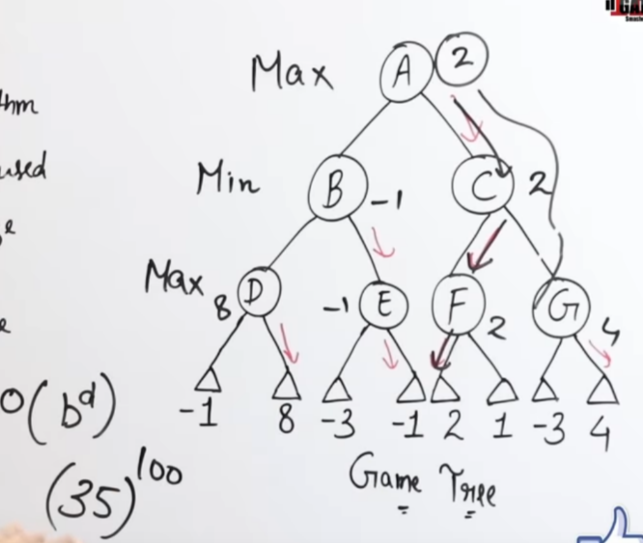 Max A 2
thm
used
Min B -1 C 2
Max 8 D -1 E F 2 G 4
-1 8 -3 -1 2 1 -3 4
O(b^d)
(35)^100
Game Tree